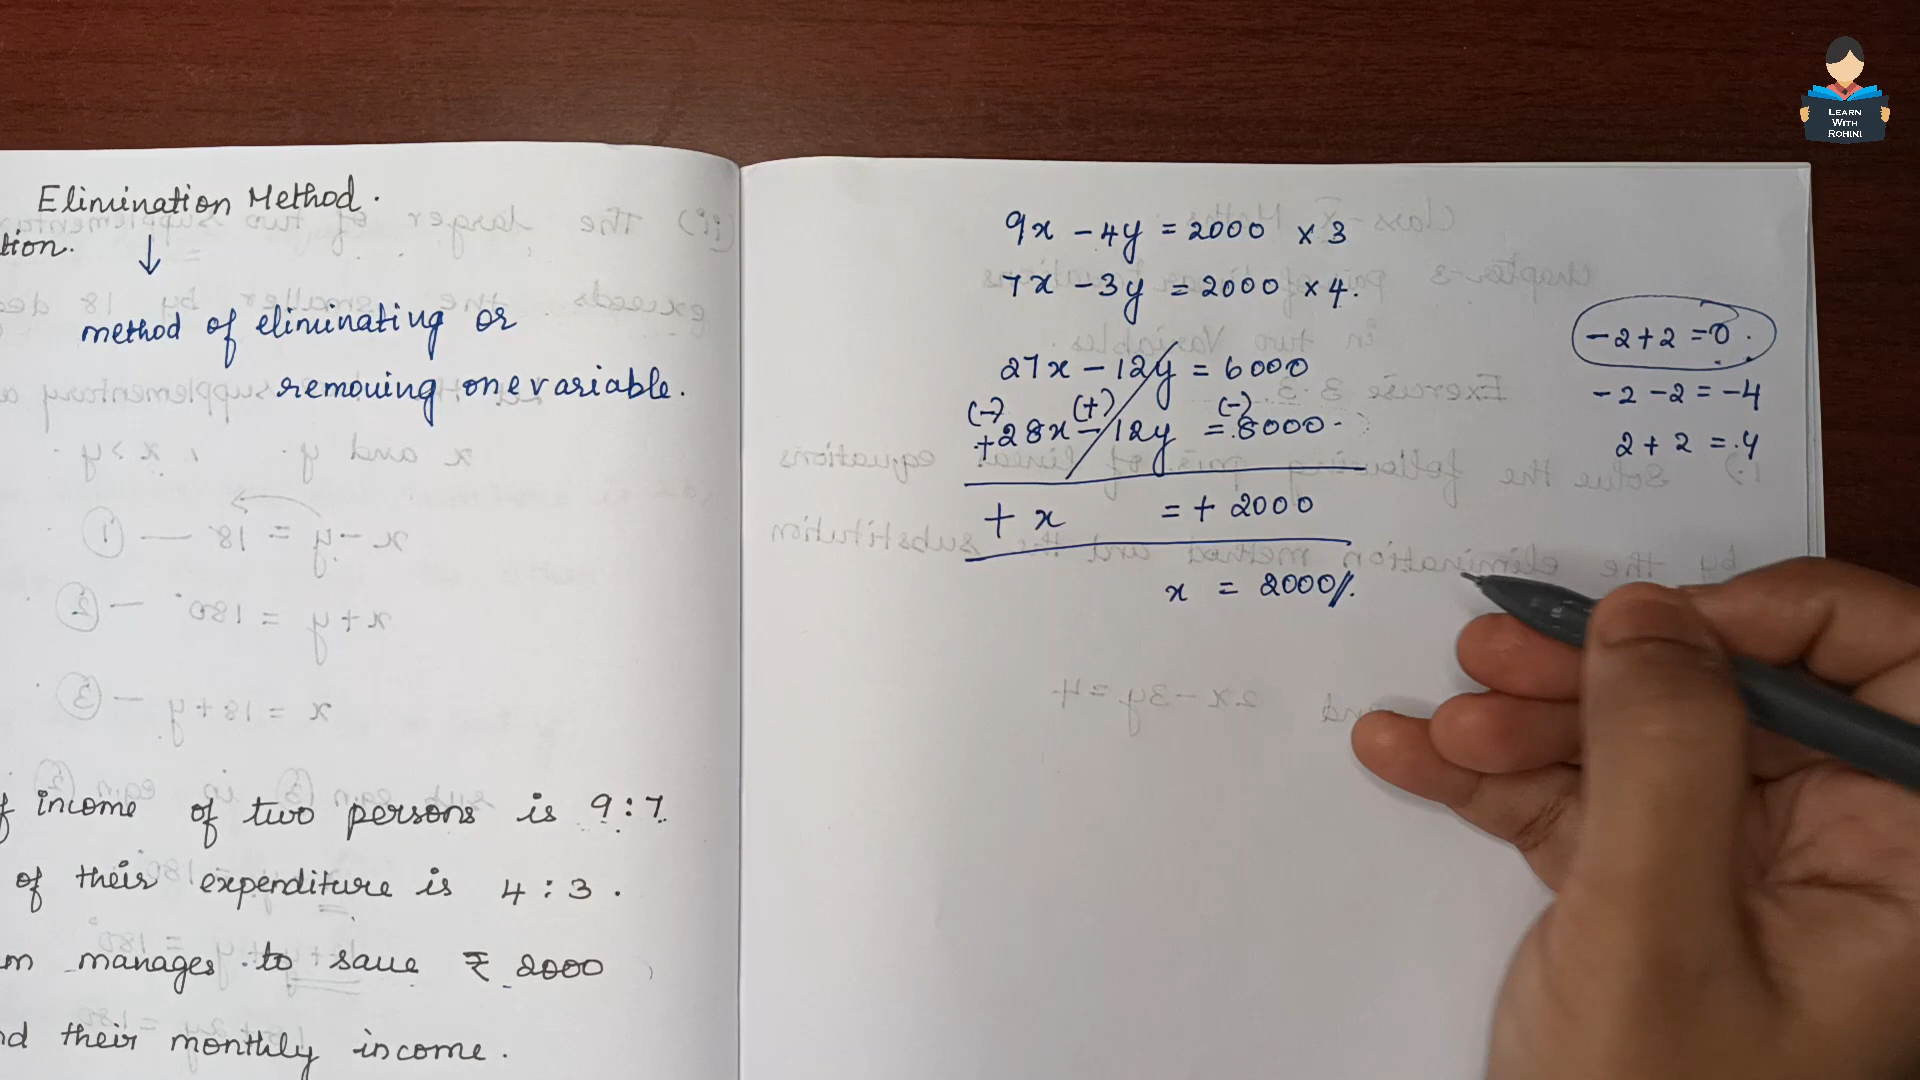 LEARN
WITH
ROHINI
Elimination Method.
tion.
↓
method of eliminating or
removing one variable.
f income of two persons is 9:7
of their expenditure is 4:3.
m manages to save ₹ 2000
nd their monthly income.
9x - 4y = 2000 × 3
7x - 3y = 2000 × 4.
27x - 12y = 6000
(-) (+) (-)
+28x - 12y = 8000.
+ x = + 2000
x = 2000//.
-2+2=0.
-2-2=-4
2+2=4